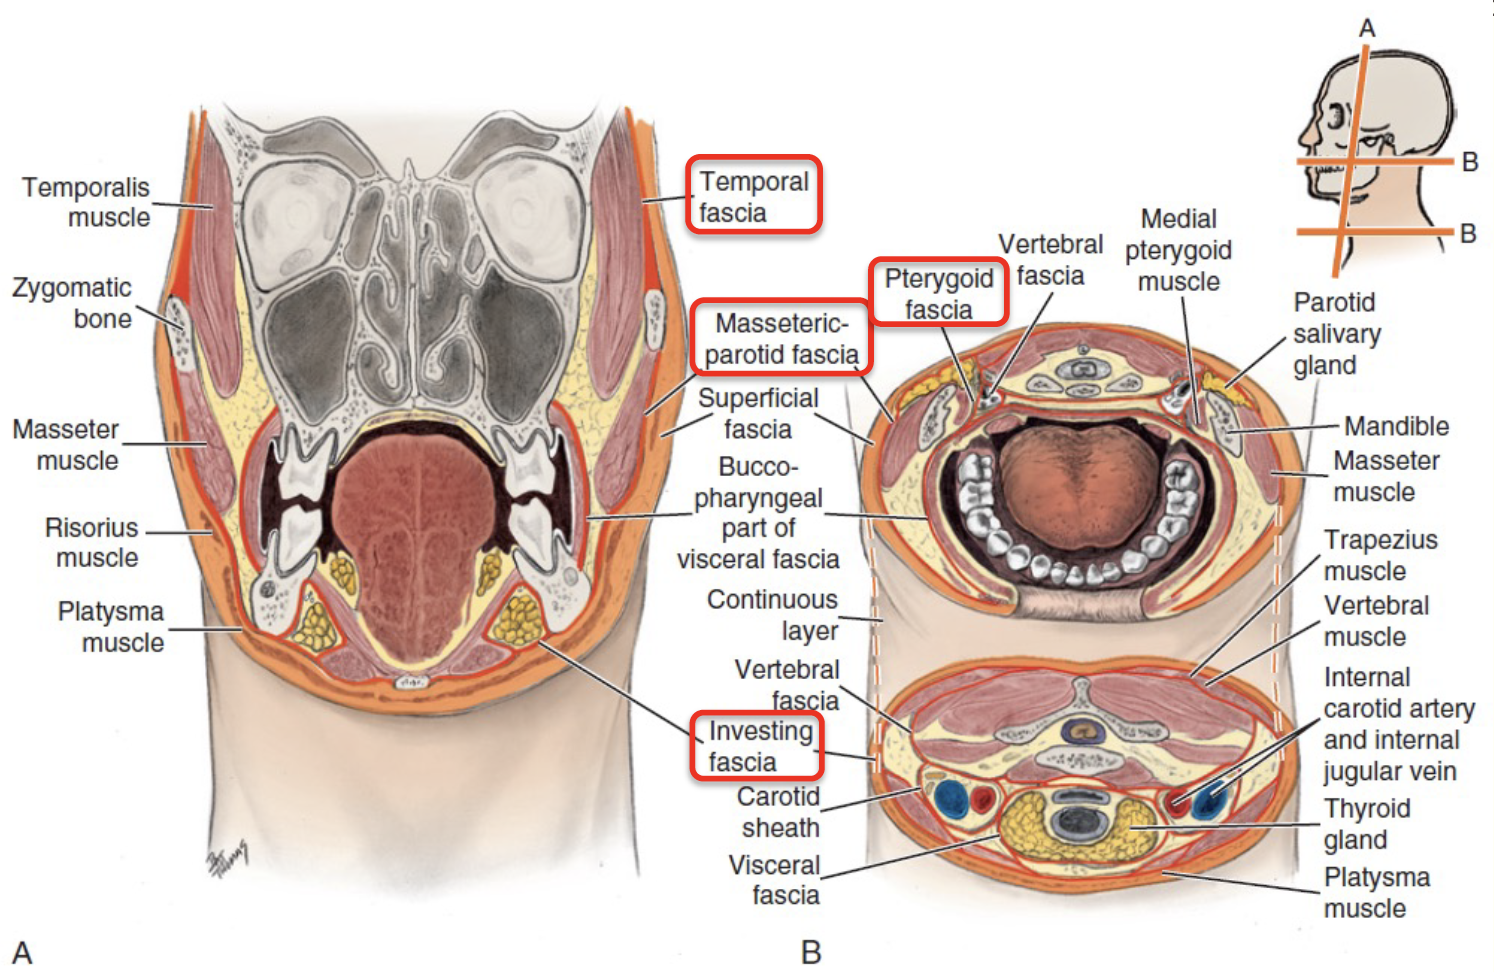 A
B
B
Temporalis
muscle
Zygomatic
bone
Masseter
muscle
Risorius
muscle
Platysma
muscle
Temporal
fascia
Masseteric-
parotid fascia
Superficial
fascia
Bucco-
pharyngeal
part of
visceral fascia
Continuous
layer
Vertebral
fascia
Investing
fascia
Carotid
sheath
Visceral
fascia
Pterygoid
fascia
Vertebral
fascia
Medial
pterygoid
muscle
Parotid
salivary
gland
Mandible
Masseter
muscle
Trapezius
muscle
Vertebral
muscle
Internal
carotid artery
and internal
jugular vein
Thyroid
gland
Platysma
muscle
A
B